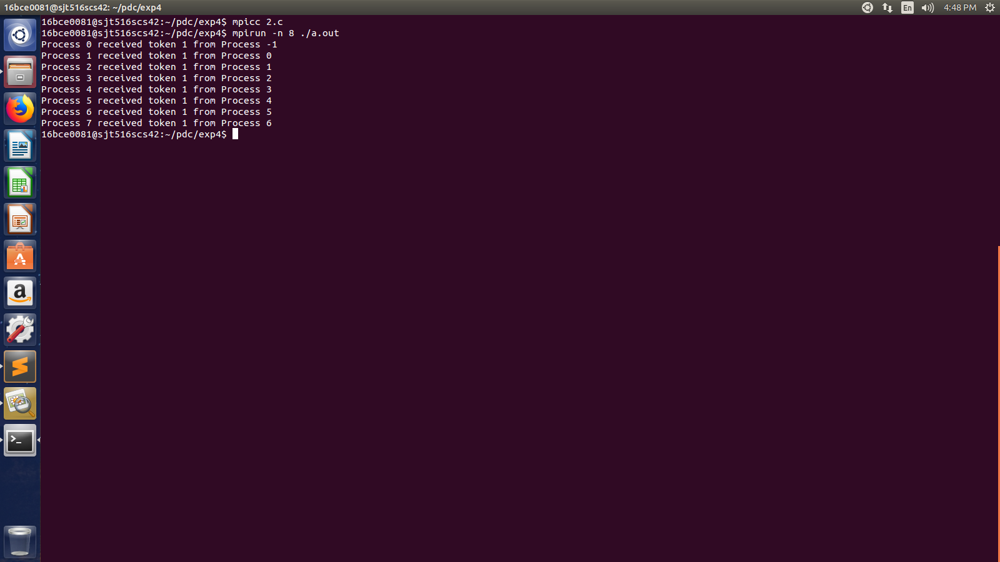 16bce0081@sjt516scs42: ~/pdc/exp4
En
4:48 PM
16bce0081@sjt516scs42:~/pdc/exp4$ mpicc 2.c
16bce0081@sjt516scs42:~/pdc/exp4$ mpirun -n 8 ./a.out
Process 0 received token 1 from Process -1
Process 1 received token 1 from Process 0
Process 2 received token 1 from Process 1
Process 3 received token 1 from Process 2
Process 4 received token 1 from Process 3
Process 5 received token 1 from Process 4
Process 6 received token 1 from Process 5
Process 7 received token 1 from Process 6
16bce0081@sjt516scs42:~/pdc/exp4$